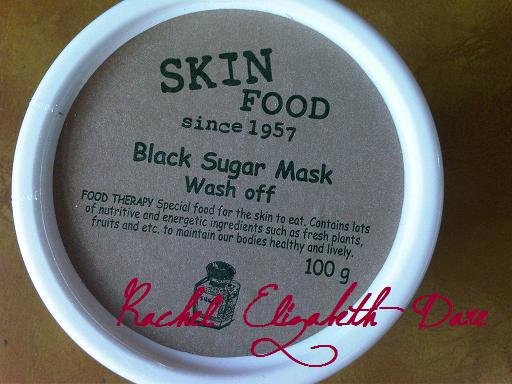 SKIN
FOOD
since 1957
Black Sugar Mask
Wash off
FOOD THERAPY Special food for the skin to eat. Contains lots
of nutritive and energetic ingredients such as fresh plants,
fruits and etc. to maintain our bodies healthy and lively.
100 g
Rachel Elizabeth Dare